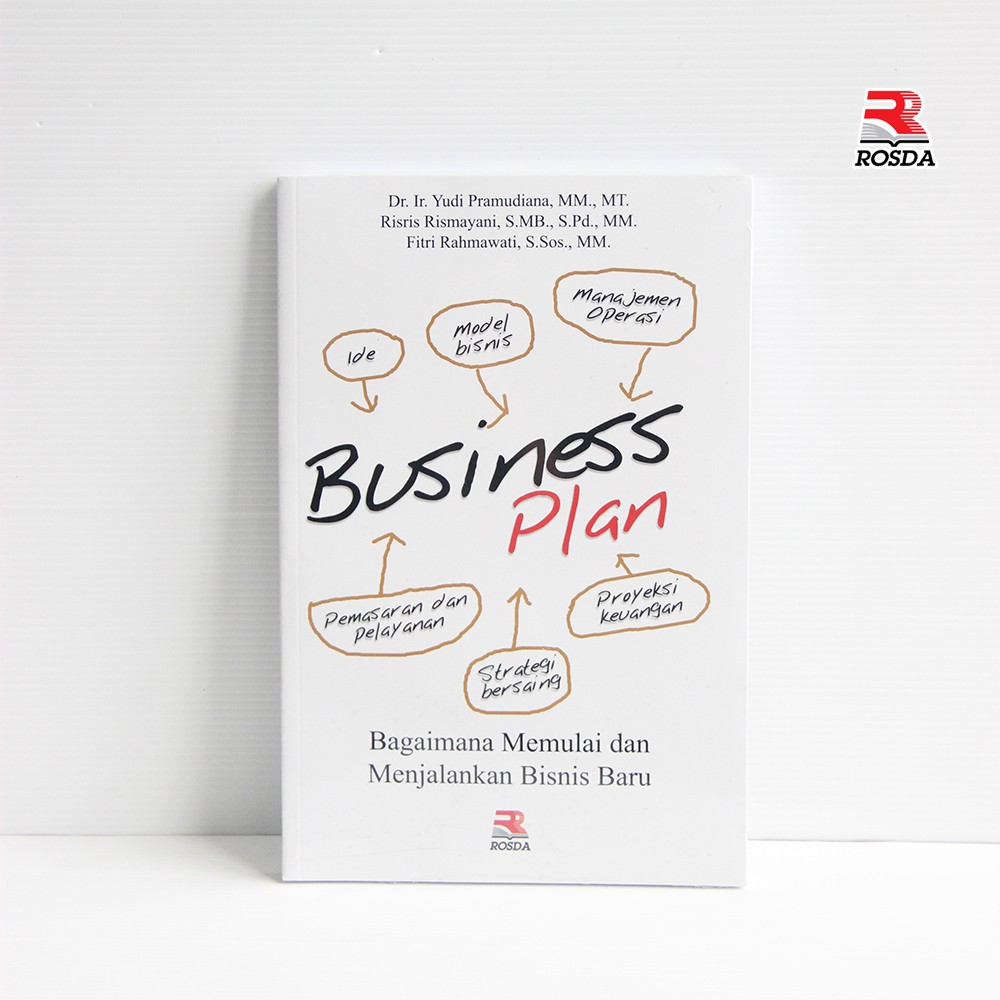 ROSDA
Dr. Ir. Yudi Pramudiana, MM., MT.
Risris Rismayani, S.MB., S.Pd., MM.
Fitri Rahmawati, S.Sos., MM.
Ide
Model
bisnis
Manajemen
Operasi
Business
Plan
Pemasaran dan
Pelayanan
Strategi
bersaing
Proyeksi
keuangan
Bagaimana Memulai dan
Menjalankan Bisnis Baru
ROSDA